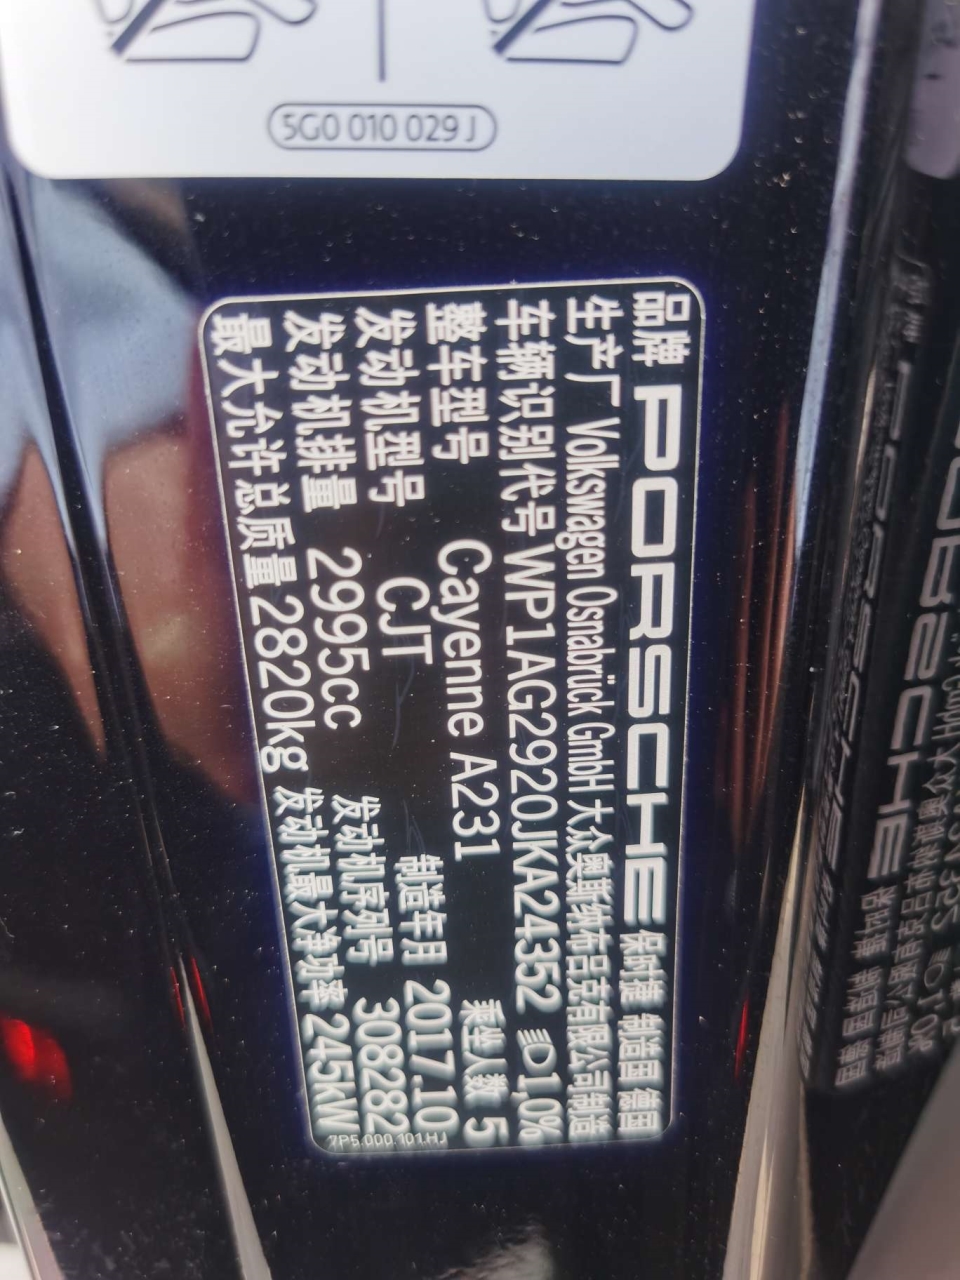 5G0 010 029 J
品牌 PORSCHE 保时捷 制造国 德国
生产厂 Volkswagen Osnabrück GmbH 大众奥斯纳布吕克有限公司制造
车辆识别代号 WP1AG2920JKA24352 1,0%
整车型号 Cayenne A231 乘坐人数 5
发动机型号 CJT 制造年月 2017.10
发动机排量 2995cc 发动机序列号 308282
最大允许总质量 2820kg 发动机最大净功率 245kW
7P5.000.101.HJ